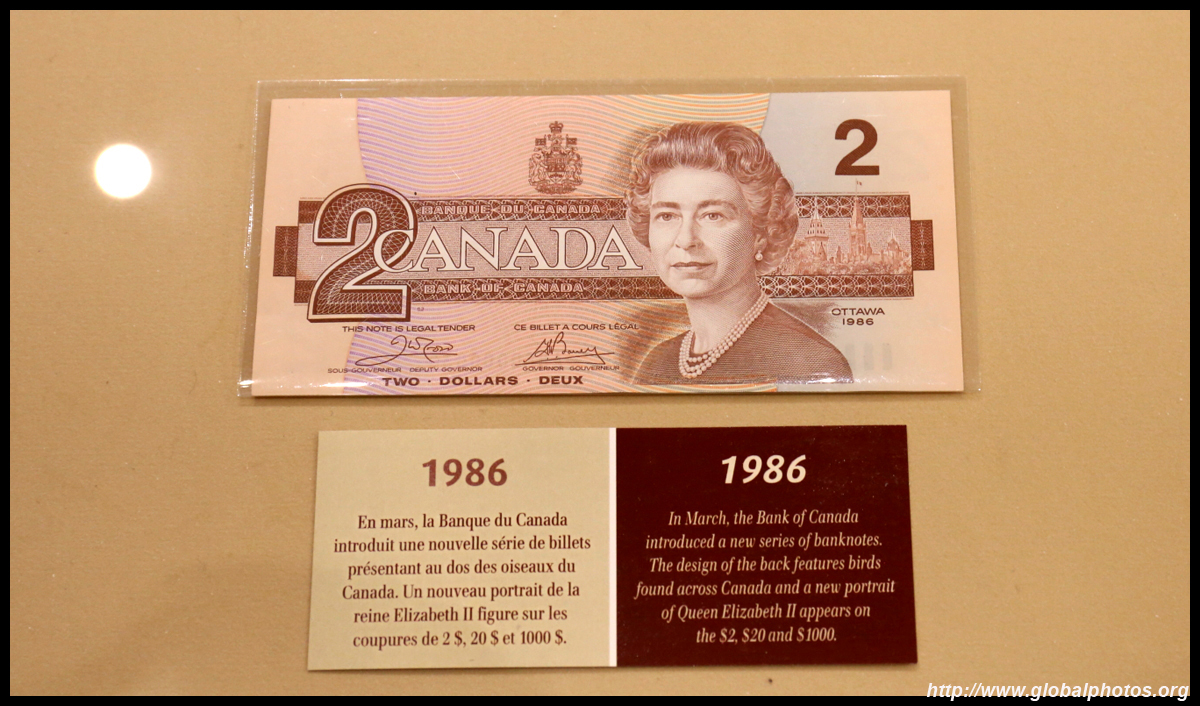 2
BANQUE DU CANADA
2 CANADA
BANK OF CANADA
OTTAWA
1986
THIS NOTE IS LEGAL TENDER
CE BILLET A COURS LÉGAL
SOUS-GOUVERNEUR DEPUTY GOVERNOR
GOVERNOR GOUVERNEUR
TWO · DOLLARS · DEUX
1986
En mars, la Banque du Canada
introduit une nouvelle série de billets
présentant au dos des oiseaux du
Canada. Un nouveau portrait de la
reine Elizabeth II figure sur les
coupures de 2 $, 20 $ et 1000 $.
1986
In March, the Bank of Canada
introduced a new series of banknotes.
The design of the back features birds
found across Canada and a new portrait
of Queen Elizabeth II appears on
the $2, $20 and $1000.
http://www.globalphotos.org